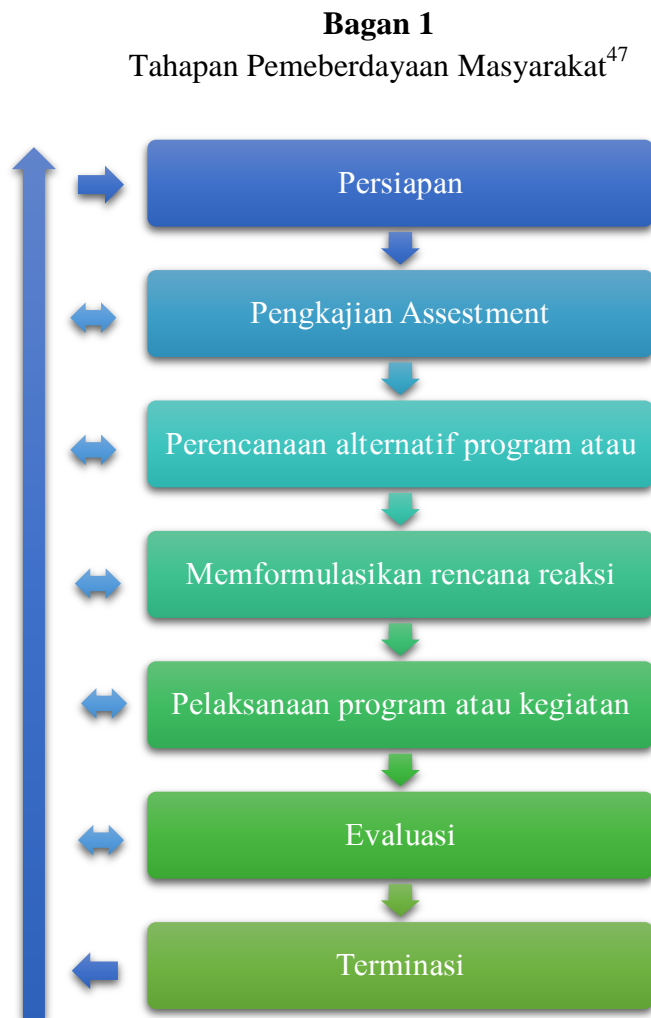 Bagan 1
Tahapan Pemeberdayaan Masyarakat47
Persiapan
Pengkajian Assestment
Perencanaan alternatif program atau
Memformulasikan rencana reaksi
Pelaksanaan program atau kegiatan
Evaluasi
Terminasi